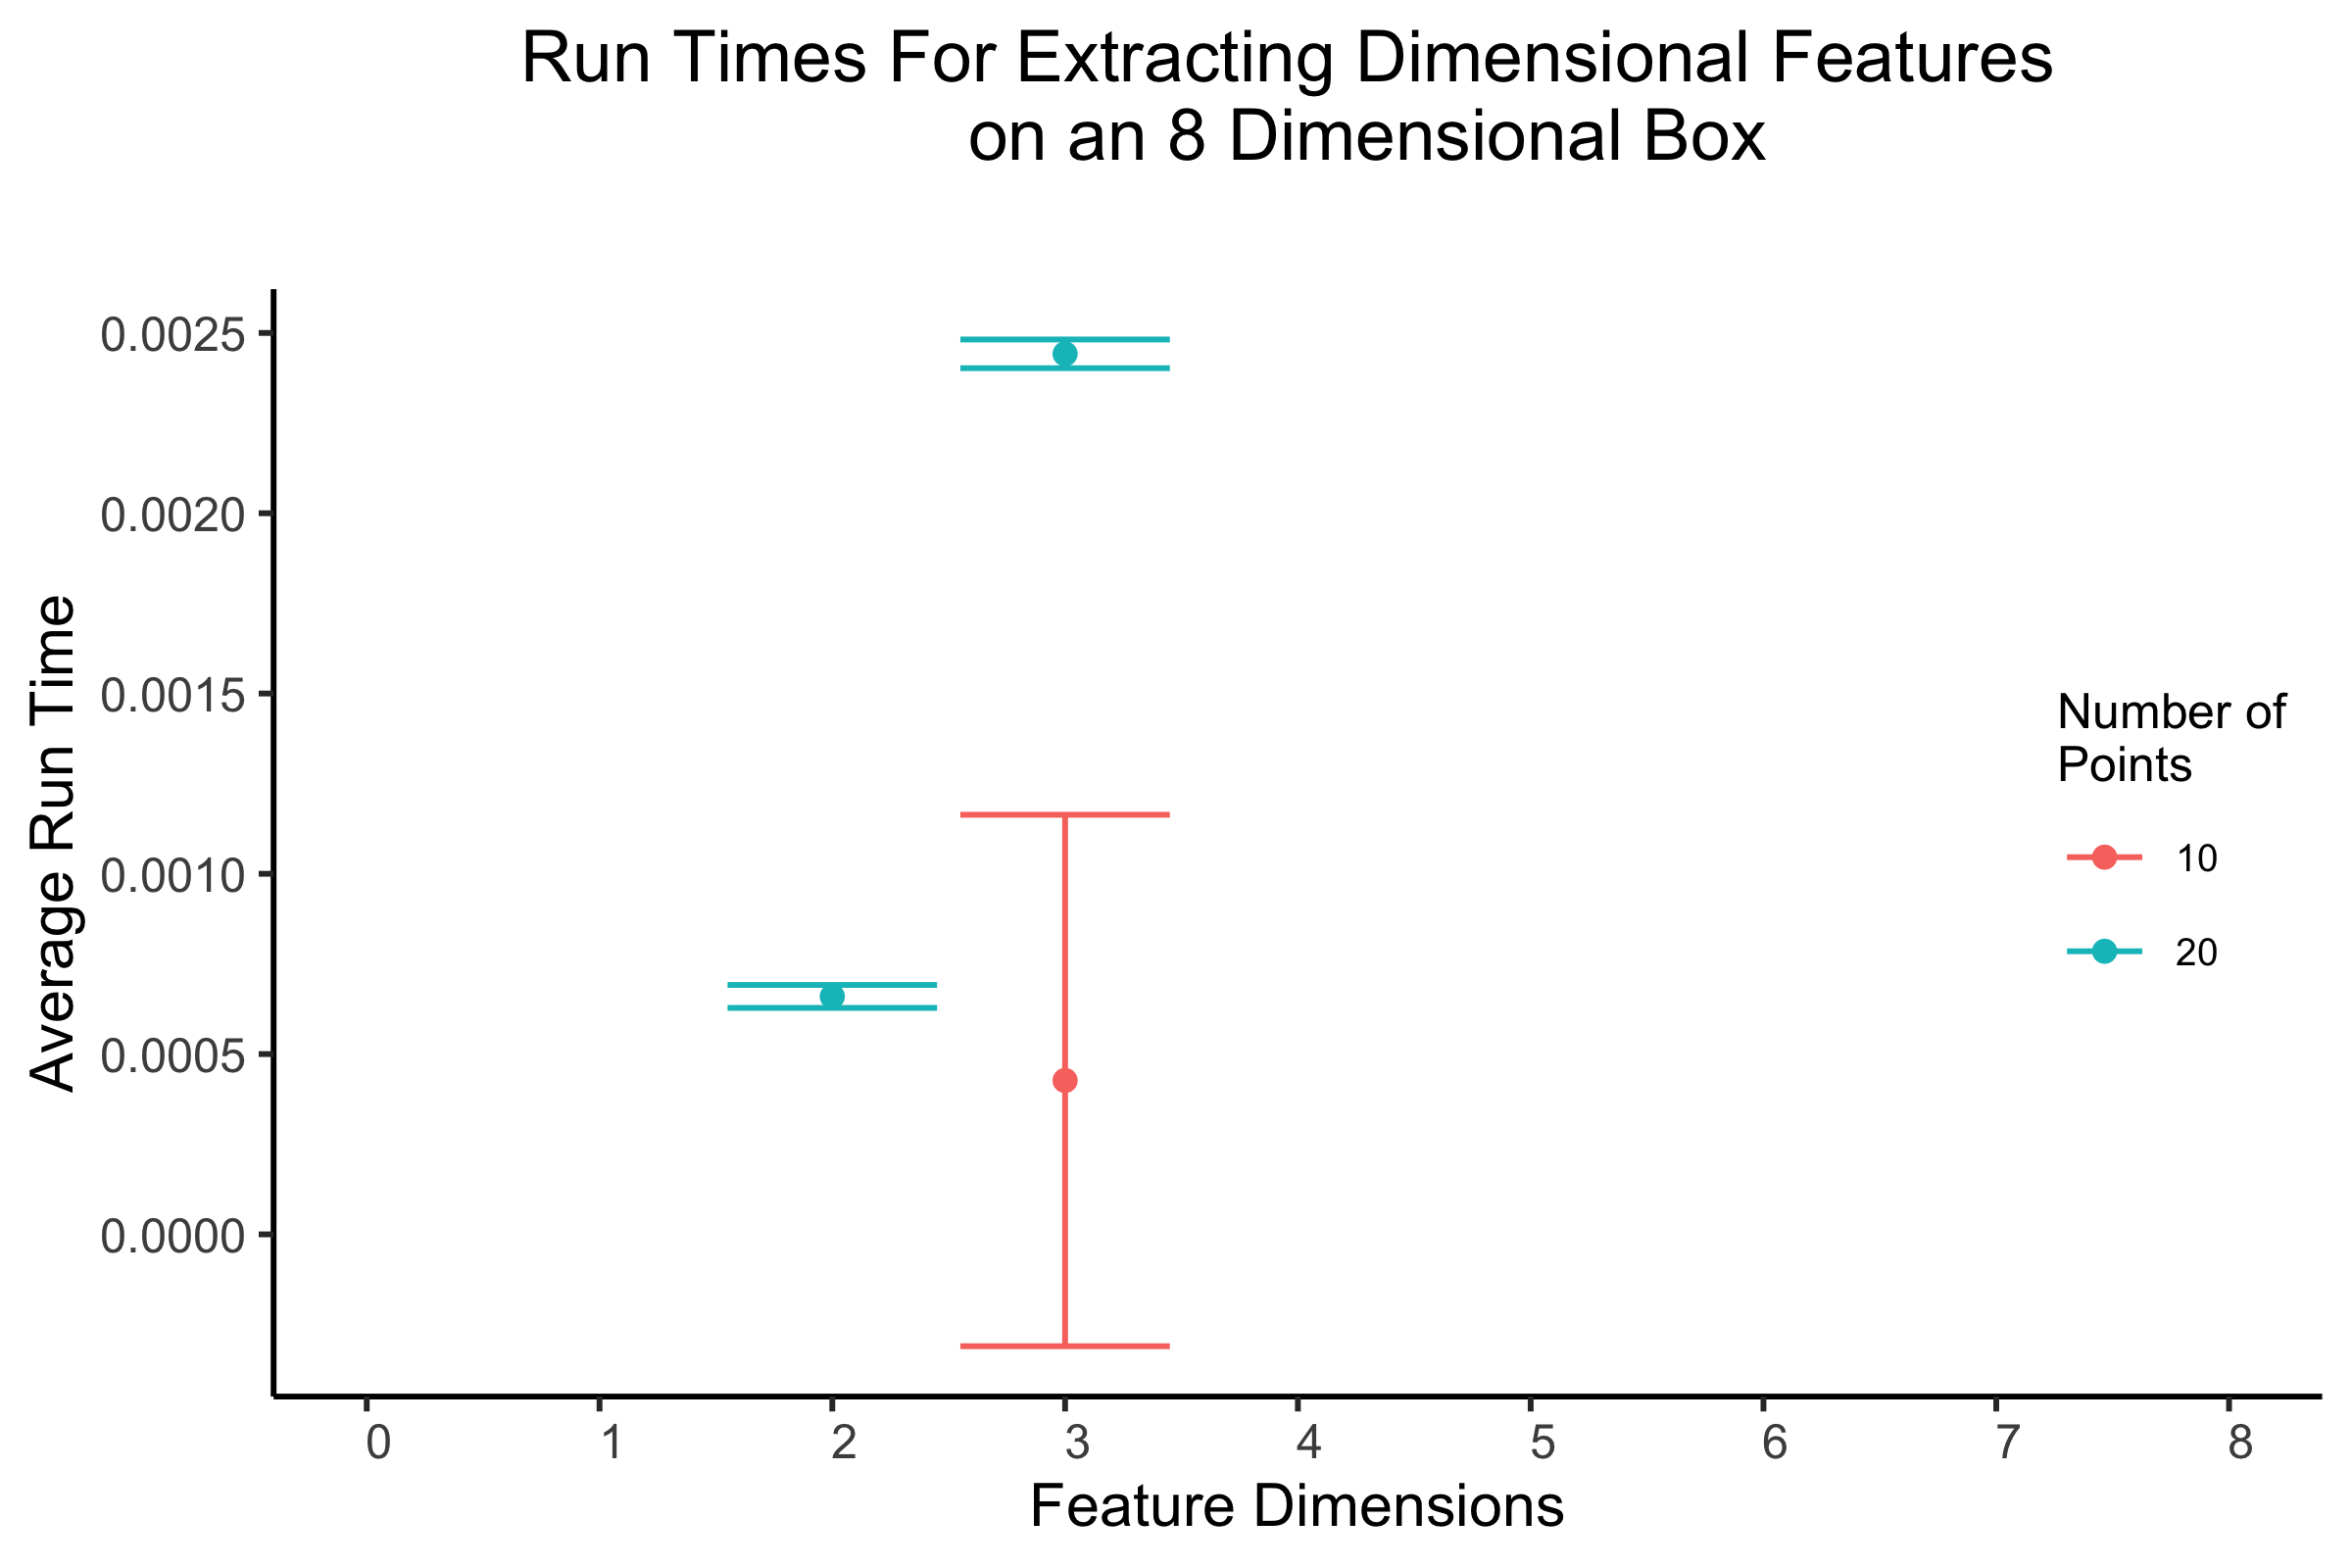 Run Times For Extracting Dimensional Features
on an 8 Dimensional Box
0.0025
0.0020
0.0015
0.0010
0.0005
0.0000
Average Run Time
0 1 2 3 4 5 6 7 8
Feature Dimensions
Number of
Points
10
20